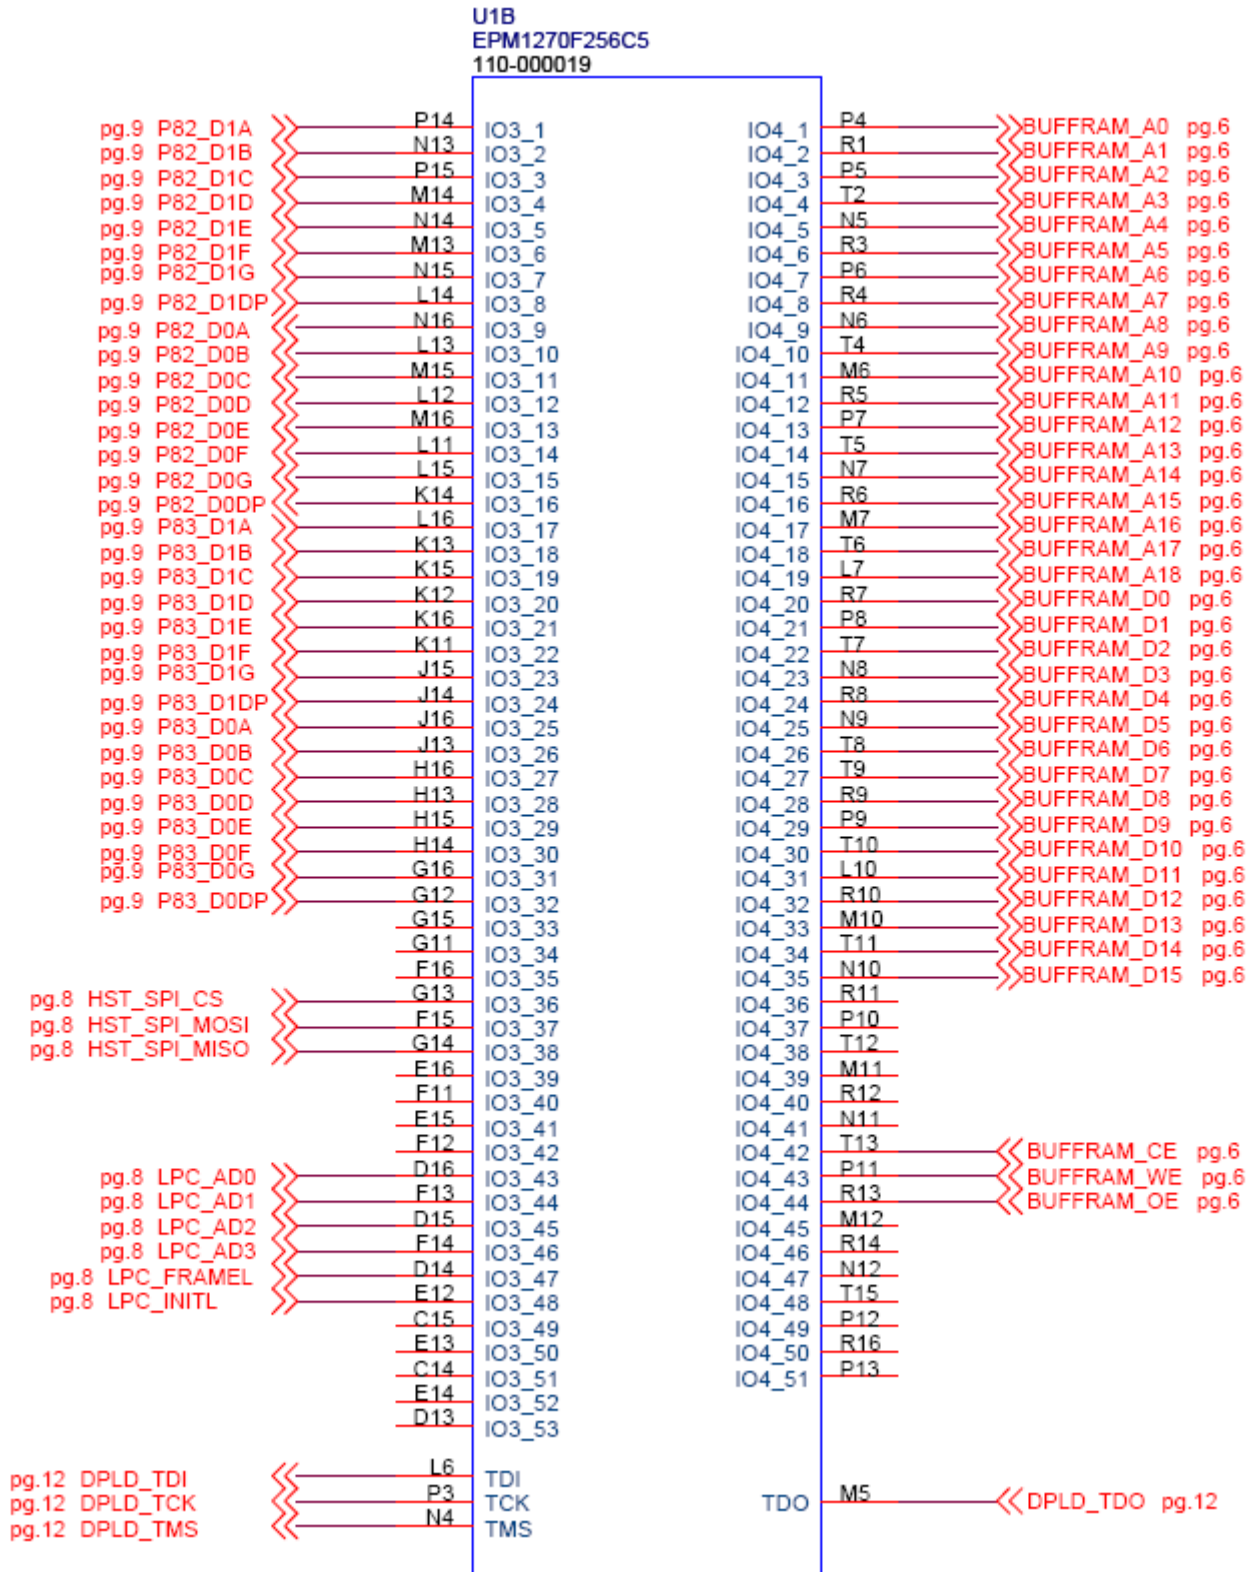 U1B
EPM1270F256C5
110-000019
pg.9 P82_D1A P14 IO3_1 IO4_1 P4 BUFFRAM_A0 pg.6
pg.9 P82_D1B N13 IO3_2 IO4_2 R1 BUFFRAM_A1 pg.6
pg.9 P82_D1C P15 IO3_3 IO4_3 P5 BUFFRAM_A2 pg.6
pg.9 P82_D1D M14 IO3_4 IO4_4 T2 BUFFRAM_A3 pg.6
pg.9 P82_D1E N14 IO3_5 IO4_5 N5 BUFFRAM_A4 pg.6
pg.9 P82_D1F M13 IO3_6 IO4_6 R3 BUFFRAM_A5 pg.6
pg.9 P82_D1G N15 IO3_7 IO4_7 P6 BUFFRAM_A6 pg.6
pg.9 P82_D1DP L14 IO3_8 IO4_8 R4 BUFFRAM_A7 pg.6
pg.9 P82_D0A N16 IO3_9 IO4_9 N6 BUFFRAM_A8 pg.6
pg.9 P82_D0B L13 IO3_10 IO4_10 T4 BUFFRAM_A9 pg.6
pg.9 P82_D0C M15 IO3_11 IO4_11 M6 BUFFRAM_A10 pg.6
pg.9 P82_D0D L12 IO3_12 IO4_12 R5 BUFFRAM_A11 pg.6
pg.9 P82_D0E M16 IO3_13 IO4_13 P7 BUFFRAM_A12 pg.6
pg.9 P82_D0F L11 IO3_14 IO4_14 T5 BUFFRAM_A13 pg.6
pg.9 P82_D0G L15 IO3_15 IO4_15 N7 BUFFRAM_A14 pg.6
pg.9 P82_D0DP K14 IO3_16 IO4_16 R6 BUFFRAM_A15 pg.6
pg.9 P83_D1A L16 IO3_17 IO4_17 M7 BUFFRAM_A16 pg.6
pg.9 P83_D1B K13 IO3_18 IO4_18 T6 BUFFRAM_A17 pg.6
pg.9 P83_D1C K15 IO3_19 IO4_19 L7 BUFFRAM_A18 pg.6
pg.9 P83_D1D K12 IO3_20 IO4_20 R7 BUFFRAM_D0 pg.6
pg.9 P83_D1E K16 IO3_21 IO4_21 P8 BUFFRAM_D1 pg.6
pg.9 P83_D1F K11 IO3_22 IO4_22 T7 BUFFRAM_D2 pg.6
pg.9 P83_D1G J15 IO3_23 IO4_23 N8 BUFFRAM_D3 pg.6
pg.9 P83_D1DP J14 IO3_24 IO4_24 R8 BUFFRAM_D4 pg.6
pg.9 P83_D0A J16 IO3_25 IO4_25 N9 BUFFRAM_D5 pg.6
pg.9 P83_D0B J13 IO3_26 IO4_26 T8 BUFFRAM_D6 pg.6
pg.9 P83_D0C H16 IO3_27 IO4_27 T9 BUFFRAM_D7 pg.6
pg.9 P83_D0D H13 IO3_28 IO4_28 R9 BUFFRAM_D8 pg.6
pg.9 P83_D0E H15 IO3_29 IO4_29 P9 BUFFRAM_D9 pg.6
pg.9 P83_D0F H14 IO3_30 IO4_30 T10 BUFFRAM_D10 pg.6
pg.9 P83_D0G G16 IO3_31 IO4_31 L10 BUFFRAM_D11 pg.6
pg.9 P83_D0DP G12 IO3_32 IO4_32 R10 BUFFRAM_D12 pg.6
G15 IO3_33 IO4_33 M10 BUFFRAM_D13 pg.6
G11 IO3_34 IO4_34 T11 BUFFRAM_D14 pg.6
F16 IO3_35 IO4_35 N10 BUFFRAM_D15 pg.6
pg.8 HST_SPI_CS G13 IO3_36 IO4_36 R11
pg.8 HST_SPI_MOSI F15 IO3_37 IO4_37 P10
pg.8 HST_SPI_MISO G14 IO3_38 IO4_38 T12
E16 IO3_39 IO4_39 M11
F11 IO3_40 IO4_40 R12
E15 IO3_41 IO4_41 N11
F12 IO3_42 IO4_42 T13 BUFFRAM_CE pg.6
pg.8 LPC_AD0 D16 IO3_43 IO4_43 P11 BUFFRAM_WE pg.6
pg.8 LPC_AD1 F13 IO3_44 IO4_44 R13 BUFFRAM_OE pg.6
pg.8 LPC_AD2 D15 IO3_45 IO4_45 M12
pg.8 LPC_AD3 F14 IO3_46 IO4_46 R14
pg.8 LPC_FRAMEL D14 IO3_47 IO4_47 N12
pg.8 LPC_INITL E12 IO3_48 IO4_48 T15
C15 IO3_49 IO4_49 P12
E13 IO3_50 IO4_50 R16
C14 IO3_51 IO4_51 P13
E14 IO3_52
D13 IO3_53
pg.12 DPLD_TDI L6 TDI
pg.12 DPLD_TCK P3 TCK TDO M5 DPLD_TDO pg.12
pg.12 DPLD_TMS N4 TMS